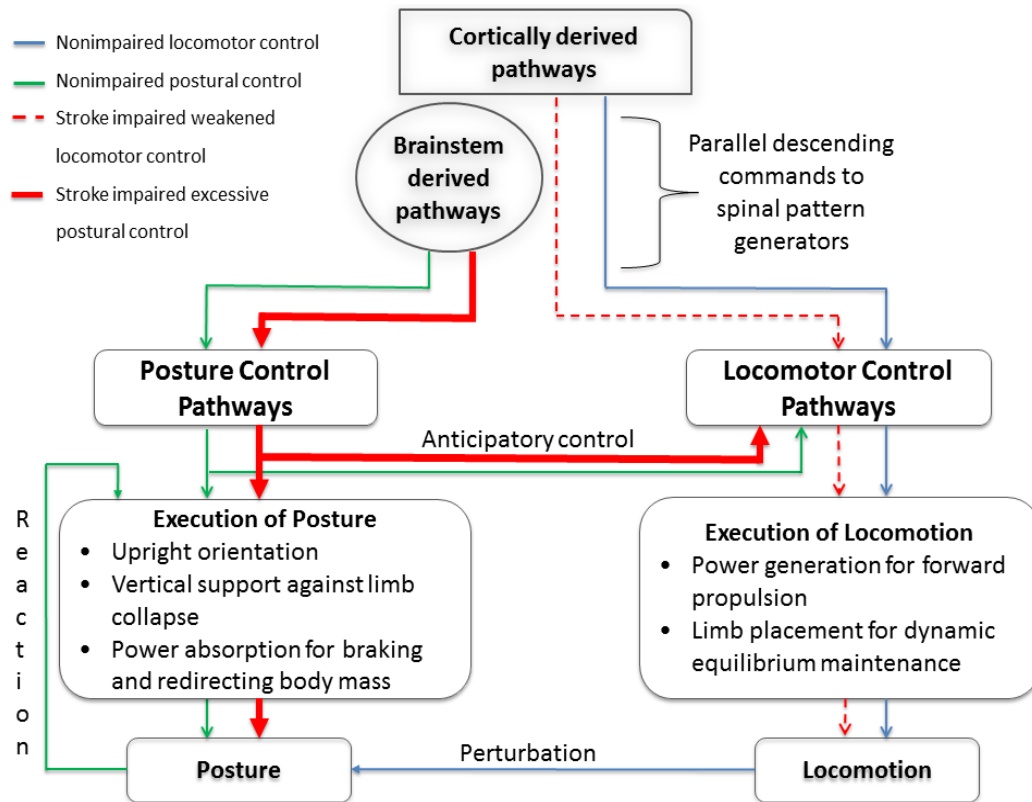 Nonimpaired locomotor control
Nonimpaired postural control
Stroke impaired weakened
locomotor control
Stroke impaired excessive
postural control
Cortically derived
pathways
Brainstem
derived
pathways
Parallel descending
commands to
spinal pattern
generators
Posture Control
Pathways
Locomotor Control
Pathways
Anticipatory control
Reaction
Execution of Posture
• Upright orientation
• Vertical support against limb
collapse
• Power absorption for braking
and redirecting body mass
Execution of Locomotion
• Power generation for forward
propulsion
• Limb placement for dynamic
equilibrium maintenance
Posture
Perturbation
Locomotion